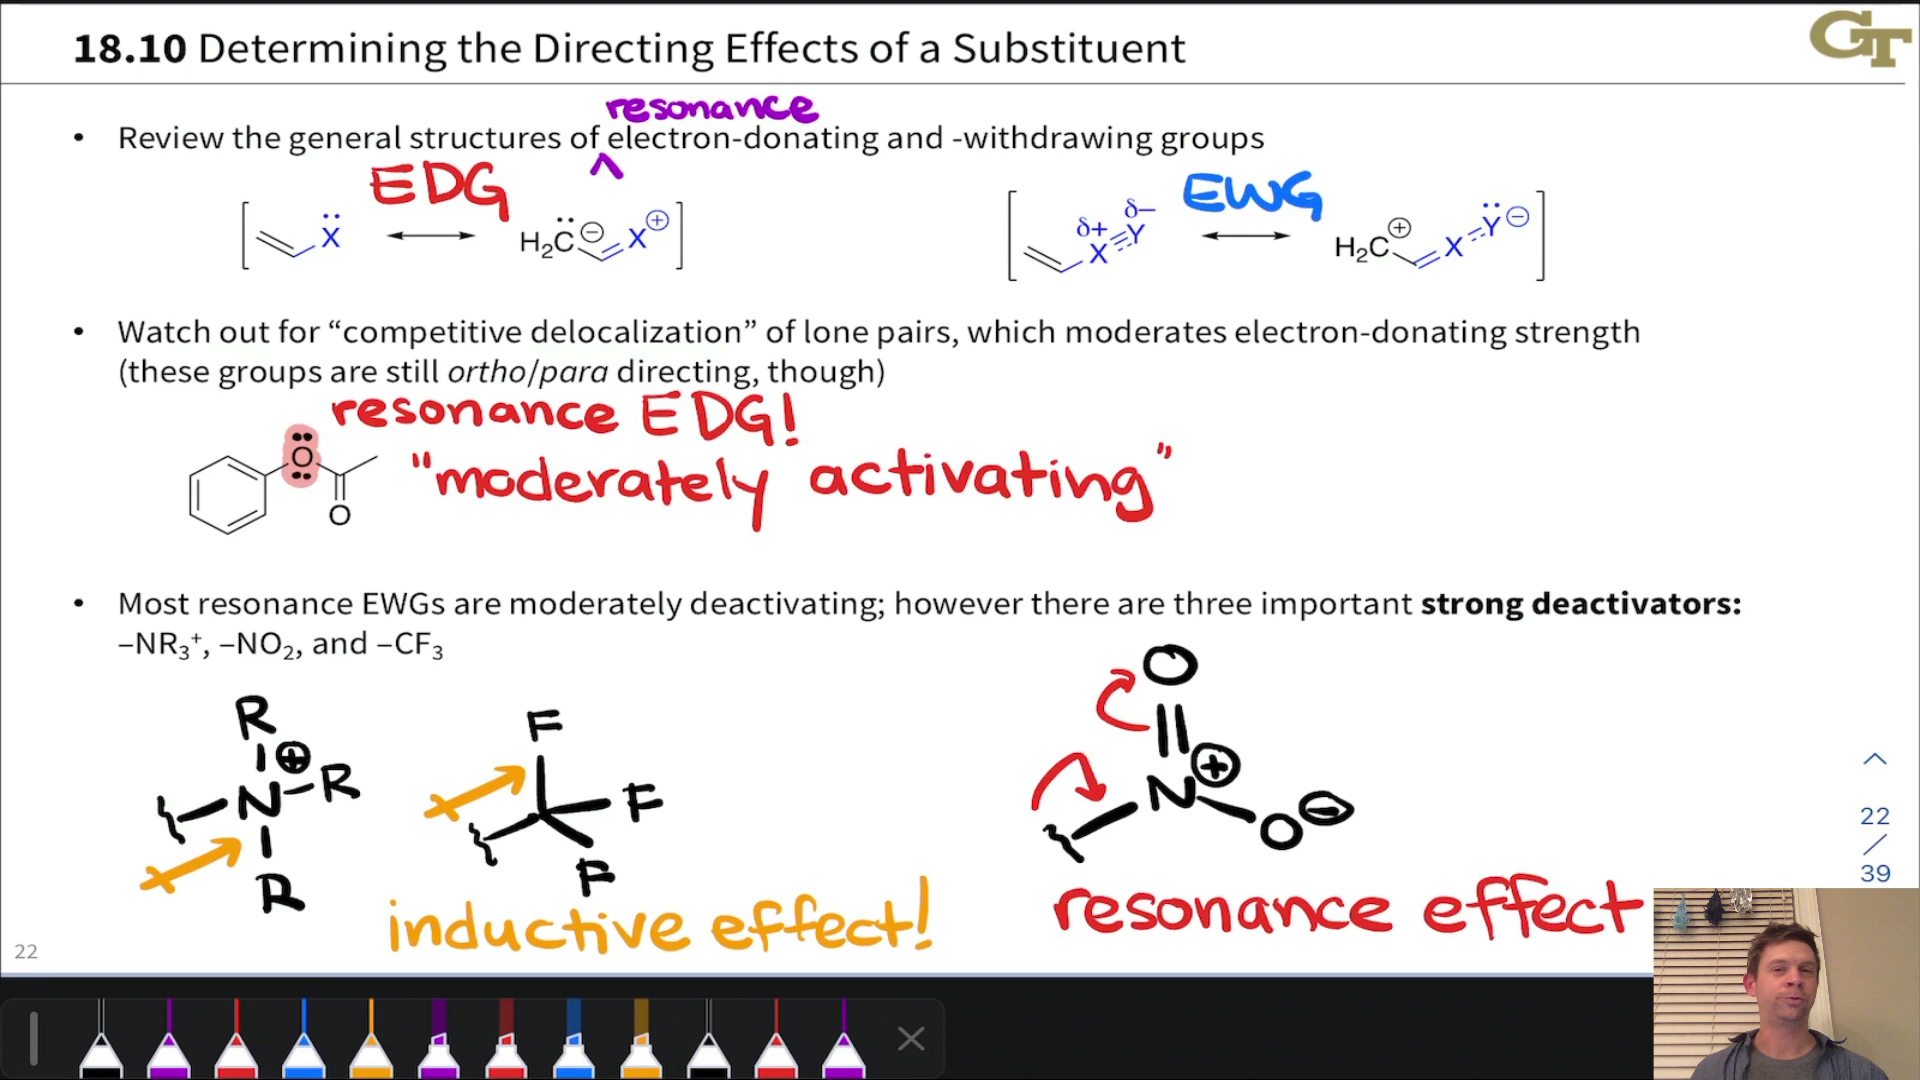 18.10 Determining the Directing Effects of a Substituent
GT
resonance
• Review the general structures of ^ electron-donating and -withdrawing groups
EDG
EWG
X ↔ H₂C ⊖ X ⊕
δ+ δ− X Y ↔ H₂C ⊕ X Y ⊖
• Watch out for “competitive delocalization” of lone pairs, which moderates electron-donating strength
(these groups are still ortho/para directing, though)
resonance EDG!
O O
"moderately activating"
• Most resonance EWGs are moderately deactivating; however there are three important strong deactivators:
–NR₃⁺, –NO₂, and –CF₃
R ⊕ N R R
F F F
O N ⊕ O ⊖
inductive effect!
resonance effect
22
/
39
22